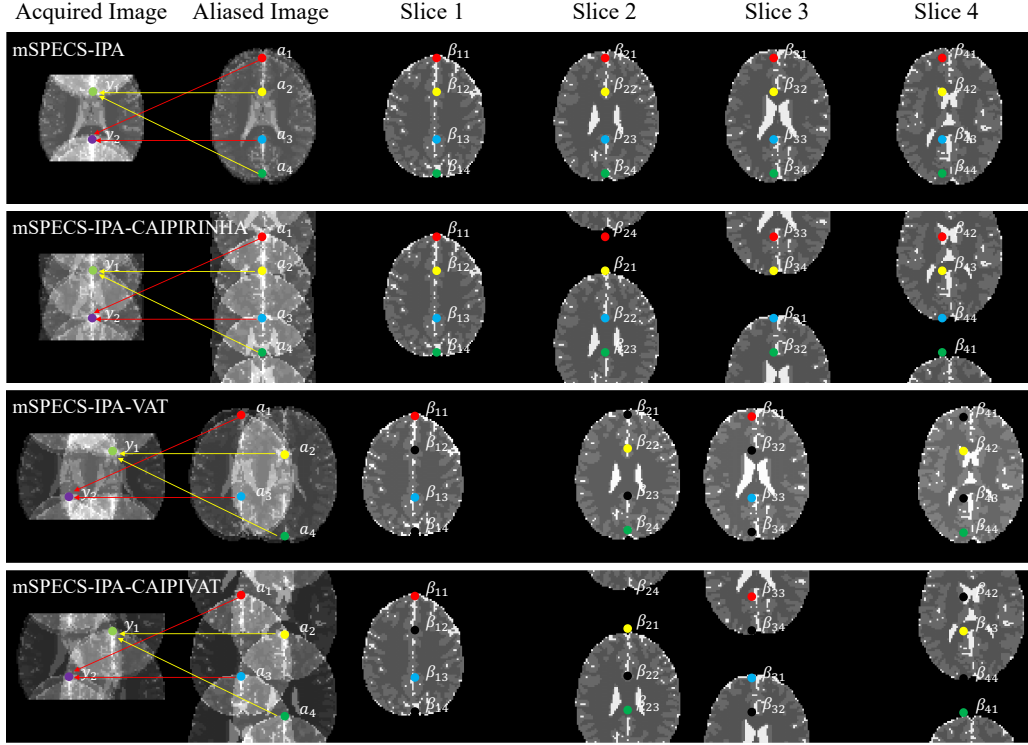 Acquired Image Aliased Image Slice 1 Slice 2 Slice 3 Slice 4
mSPECS-IPA
a₁ β₁₁ β₂₁ β₃₁ β₄₁
y₁ a₂ β₁₂ β₂₂ β₃₂ β₄₂
y₂ a₃ β₁₃ β₂₃ β₃₃ β₄₃
a₄ β₁₄ β₂₄ β₃₄ β₄₄
mSPECS-IPA-CAIPIRINHA
a₁ β₁₁ β₂₄ β₃₃ β₄₂
y₁ a₂ β₁₂ β₂₁ β₃₄ β₄₃
y₂ a₃ β₁₃ β₂₂ β₃₁ β₄₄
a₄ β₁₄ β₂₃ β₃₂ β₄₁
mSPECS-IPA-VAT
a₁ β₁₁ β₂₁ β₃₁ β₄₁
y₁ a₂ β₁₂ β₂₂ β₃₂ β₄₂
y₂ a₃ β₁₃ β₂₃ β₃₃ β₄₃
a₄ β₁₄ β₂₄ β₃₄ β₄₄
mSPECS-IPA-CAIPIVAT
a₁ β₁₁ β₂₄ β₃₃ β₄₂
y₁ a₂ β₁₂ β₂₁ β₃₄ β₄₃
y₂ a₃ β₁₃ β₂₂ β₃₁ β₄₄
a₄ β₁₄ β₂₃ β₃₂ β₄₁